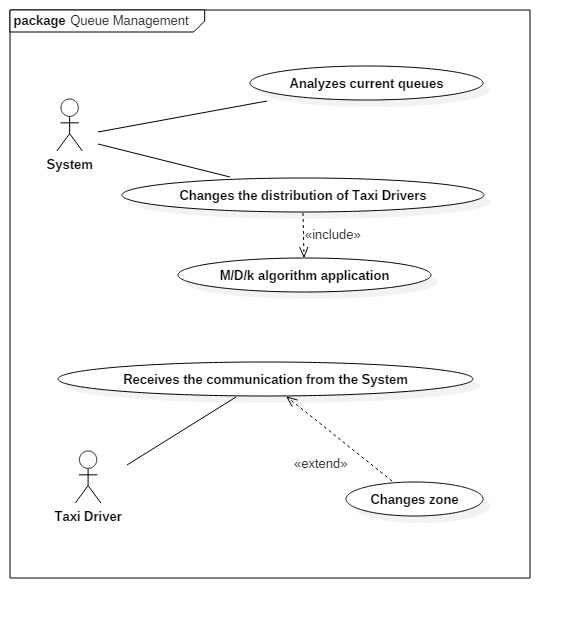 package Queue Management
Analyzes current queues
System
Changes the distribution of Taxi Drivers
«include»
M/D/k algorithm application
Receives the communication from the System
«extend»
Changes zone
Taxi Driver